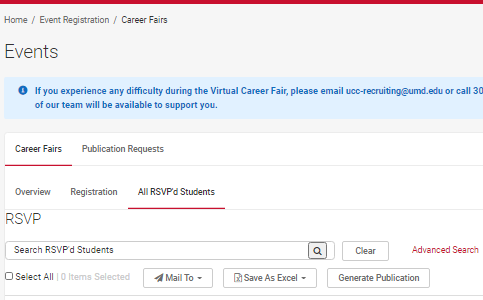 Home / Event Registration / Career Fairs
Events
If you experience any difficulty during the Virtual Career Fair, please email ucc-recruiting@umd.edu or call 30
of our team will be available to support you.
Career Fairs Publication Requests
Overview Registration All RSVP'd Students
RSVP
Search RSVP'd Students Clear Advanced Search
Select All | 0 Items Selected Mail To Save As Excel Generate Publication